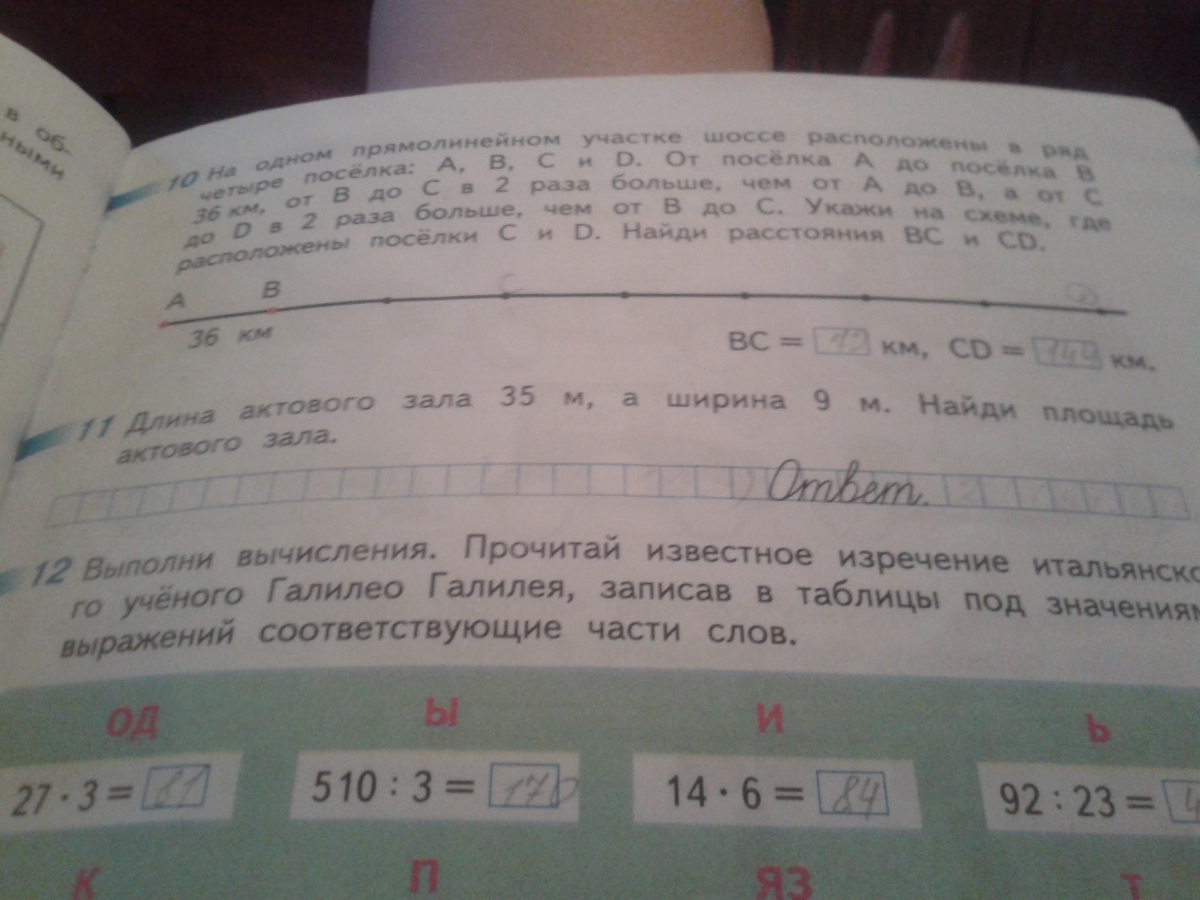 в об-
ными
10 На одном прямолинейном участке шоссе расположены в ряд
четыре посёлка: A, B, C и D. От посёлка A до посёлка B
36 км, от B до C в 2 раза больше, чем от A до B, а от C
до D в 2 раза больше, чем от B до C. Укажи на схеме, где
расположены посёлки C и D. Найди расстояния BC и CD.
A B C D
36 км
BC = 72 км, CD = 144 км.
11 Длина актового зала 35 м, а ширина 9 м. Найди площадь
актового зала.
Ответ.
12 Выполни вычисления. Прочитай известное изречение итальянско
го учёного Галилео Галилея, записав в таблицы под значениям
выражений соответствующие части слов.
ОД Ы И Ь
27 · 3 = 81 510 : 3 = 170 14 · 6 = 84 92 : 23 = 4
К П ЯЗ Т